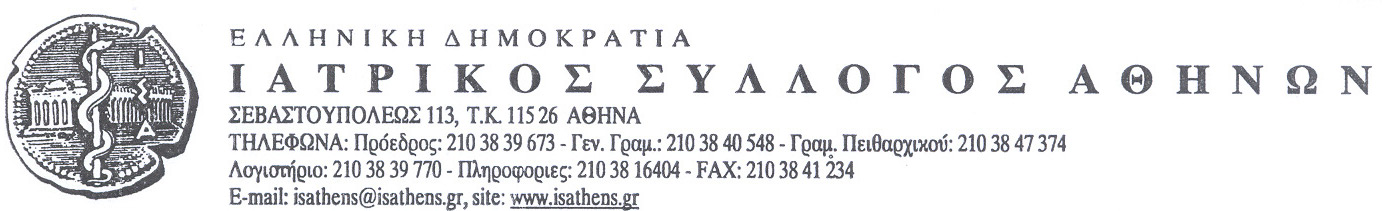 Ι
Σ
Α
ΕΛΛΗΝΙΚΗ ΔΗΜΟΚΡΑΤΙΑ
ΙΑΤΡΙΚΟΣ ΣΥΛΛΟΓΟΣ ΑΘΗΝΩΝ
ΣΕΒΑΣΤΟΥΠΟΛΕΩΣ 113, Τ.Κ. 115 26 ΑΘΗΝΑ
ΤΗΛΕΦΩΝΑ: Πρόεδρος: 210 38 39 673 - Γεν. Γραμ.: 210 38 40 548 - Γραμ. Πειθαρχικού: 210 38 47 374
Λογιστήριο: 210 38 39 770 - Πληροφοριες: 210 38 16404 - FAX: 210 38 41 234
E-mail: isathens@isathens.gr, site: www.isathens.gr